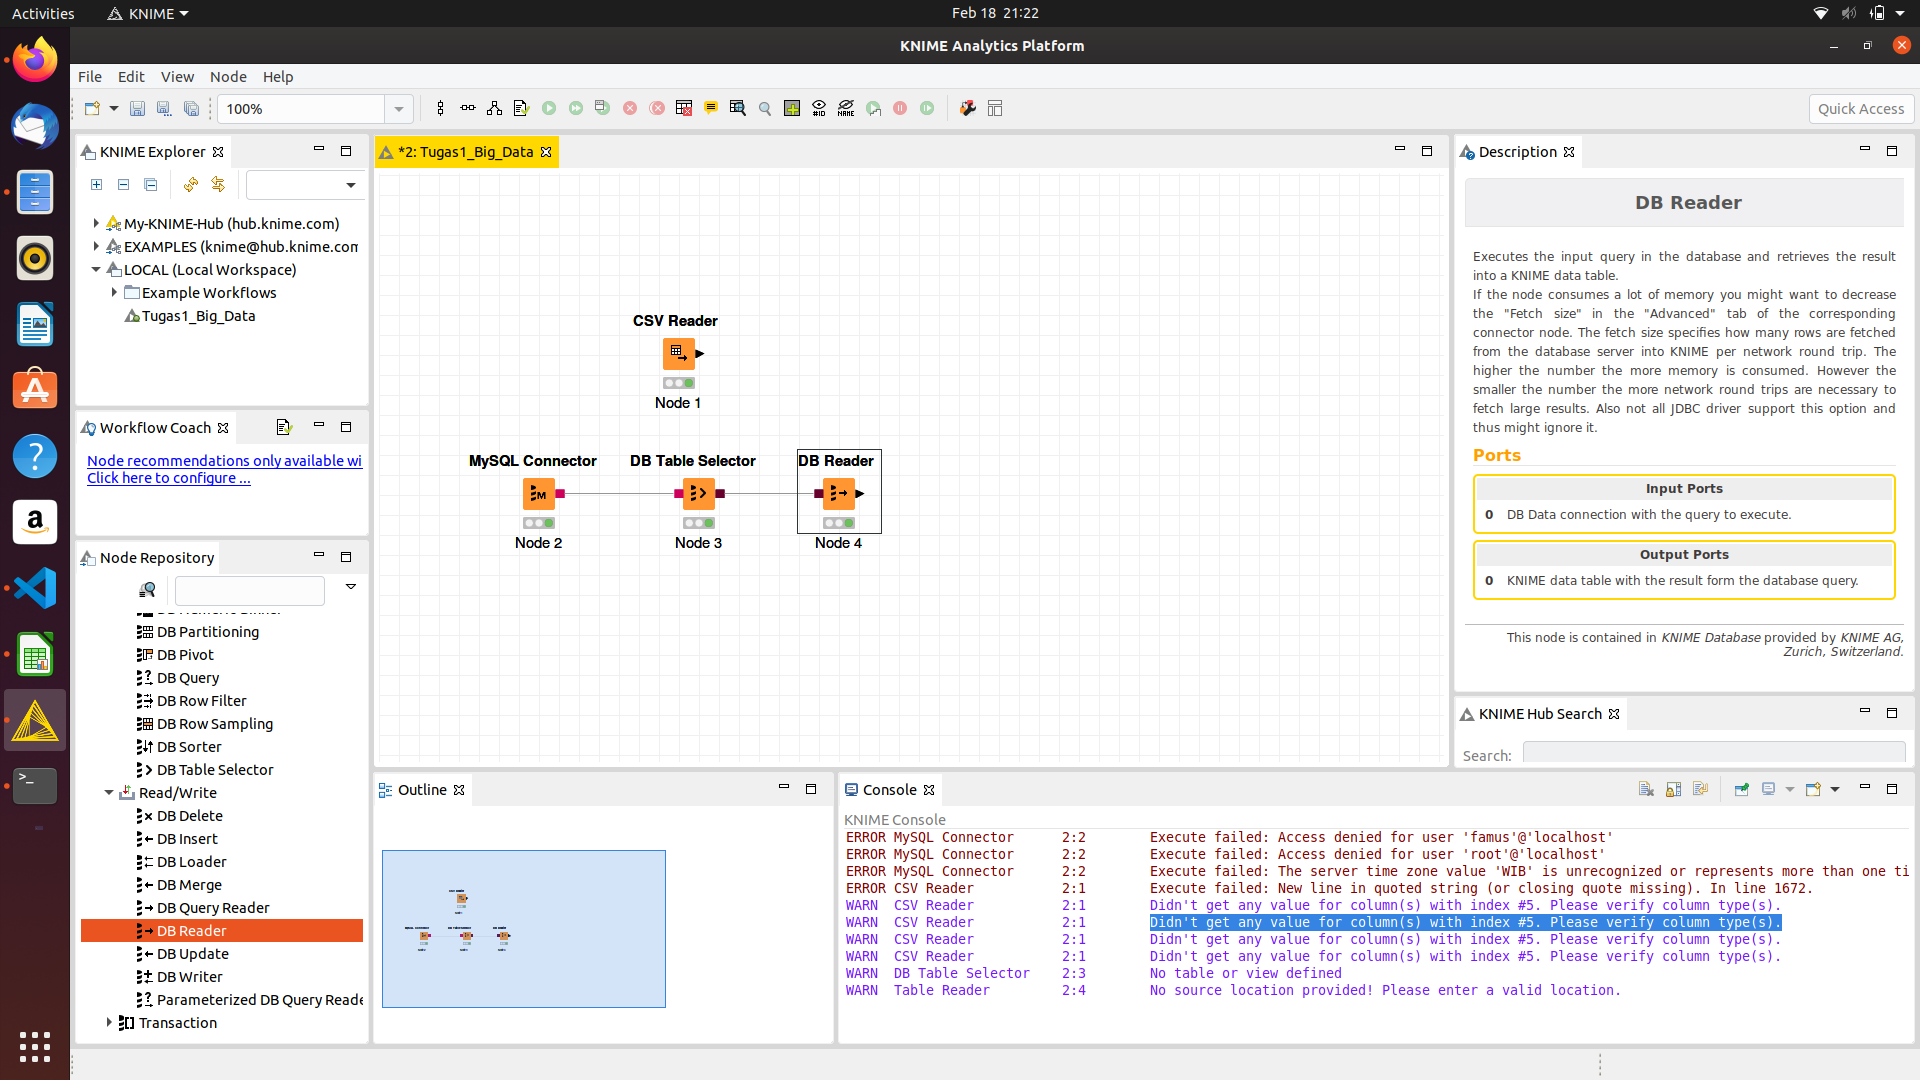 Activities
KNIME
Feb 18 21:22
KNIME Analytics Platform
File Edit View Node Help
100%
#ID
NAME
Quick Access
KNIME Explorer
My-KNIME-Hub (hub.knime.com)
EXAMPLES (knime@hub.knime.com
LOCAL (Local Workspace)
Example Workflows
Tugas1_Big_Data
Workflow Coach
Node recommendations only available wi
Click here to configure ...
Node Repository
DB Partitioning
DB Pivot
DB Query
DB Row Filter
DB Row Sampling
DB Sorter
DB Table Selector
Read/Write
DB Delete
DB Insert
DB Loader
DB Merge
DB Query Reader
DB Reader
DB Update
DB Writer
Parameterized DB Query Reade
Transaction
*2: Tugas1_Big_Data
CSV Reader
Node 1
MySQL Connector
M
Node 2
DB Table Selector
Node 3
DB Reader
Node 4
Outline
Description
DB Reader
Executes the input query in the database and retrieves the result
into a KNIME data table.
If the node consumes a lot of memory you might want to decrease
the "Fetch size" in the "Advanced" tab of the corresponding
connector node. The fetch size specifies how many rows are fetched
from the database server into KNIME per network round trip. The
higher the number the more memory is consumed. However the
smaller the number the more network round trips are necessary to
fetch large results. Also not all JDBC driver support this option and
thus might ignore it.
Ports
Input Ports
0 DB Data connection with the query to execute.
Output Ports
0 KNIME data table with the result form the database query.
This node is contained in KNIME Database provided by KNIME AG,
Zurich, Switzerland.
KNIME Hub Search
Search:
Console
KNIME Console
ERROR MySQL Connector 2:2 Execute failed: Access denied for user 'famus'@'localhost'
ERROR MySQL Connector 2:2 Execute failed: Access denied for user 'root'@'localhost'
ERROR MySQL Connector 2:2 Execute failed: The server time zone value 'WIB' is unrecognized or represents more than one ti
ERROR CSV Reader 2:1 Execute failed: New line in quoted string (or closing quote missing). In line 1672.
WARN CSV Reader 2:1 Didn't get any value for column(s) with index #5. Please verify column type(s).
WARN CSV Reader 2:1 Didn't get any value for column(s) with index #5. Please verify column type(s).
WARN CSV Reader 2:1 Didn't get any value for column(s) with index #5. Please verify column type(s).
WARN CSV Reader 2:1 Didn't get any value for column(s) with index #5. Please verify column type(s).
WARN DB Table Selector 2:3 No table or view defined
WARN Table Reader 2:4 No source location provided! Please enter a valid location.